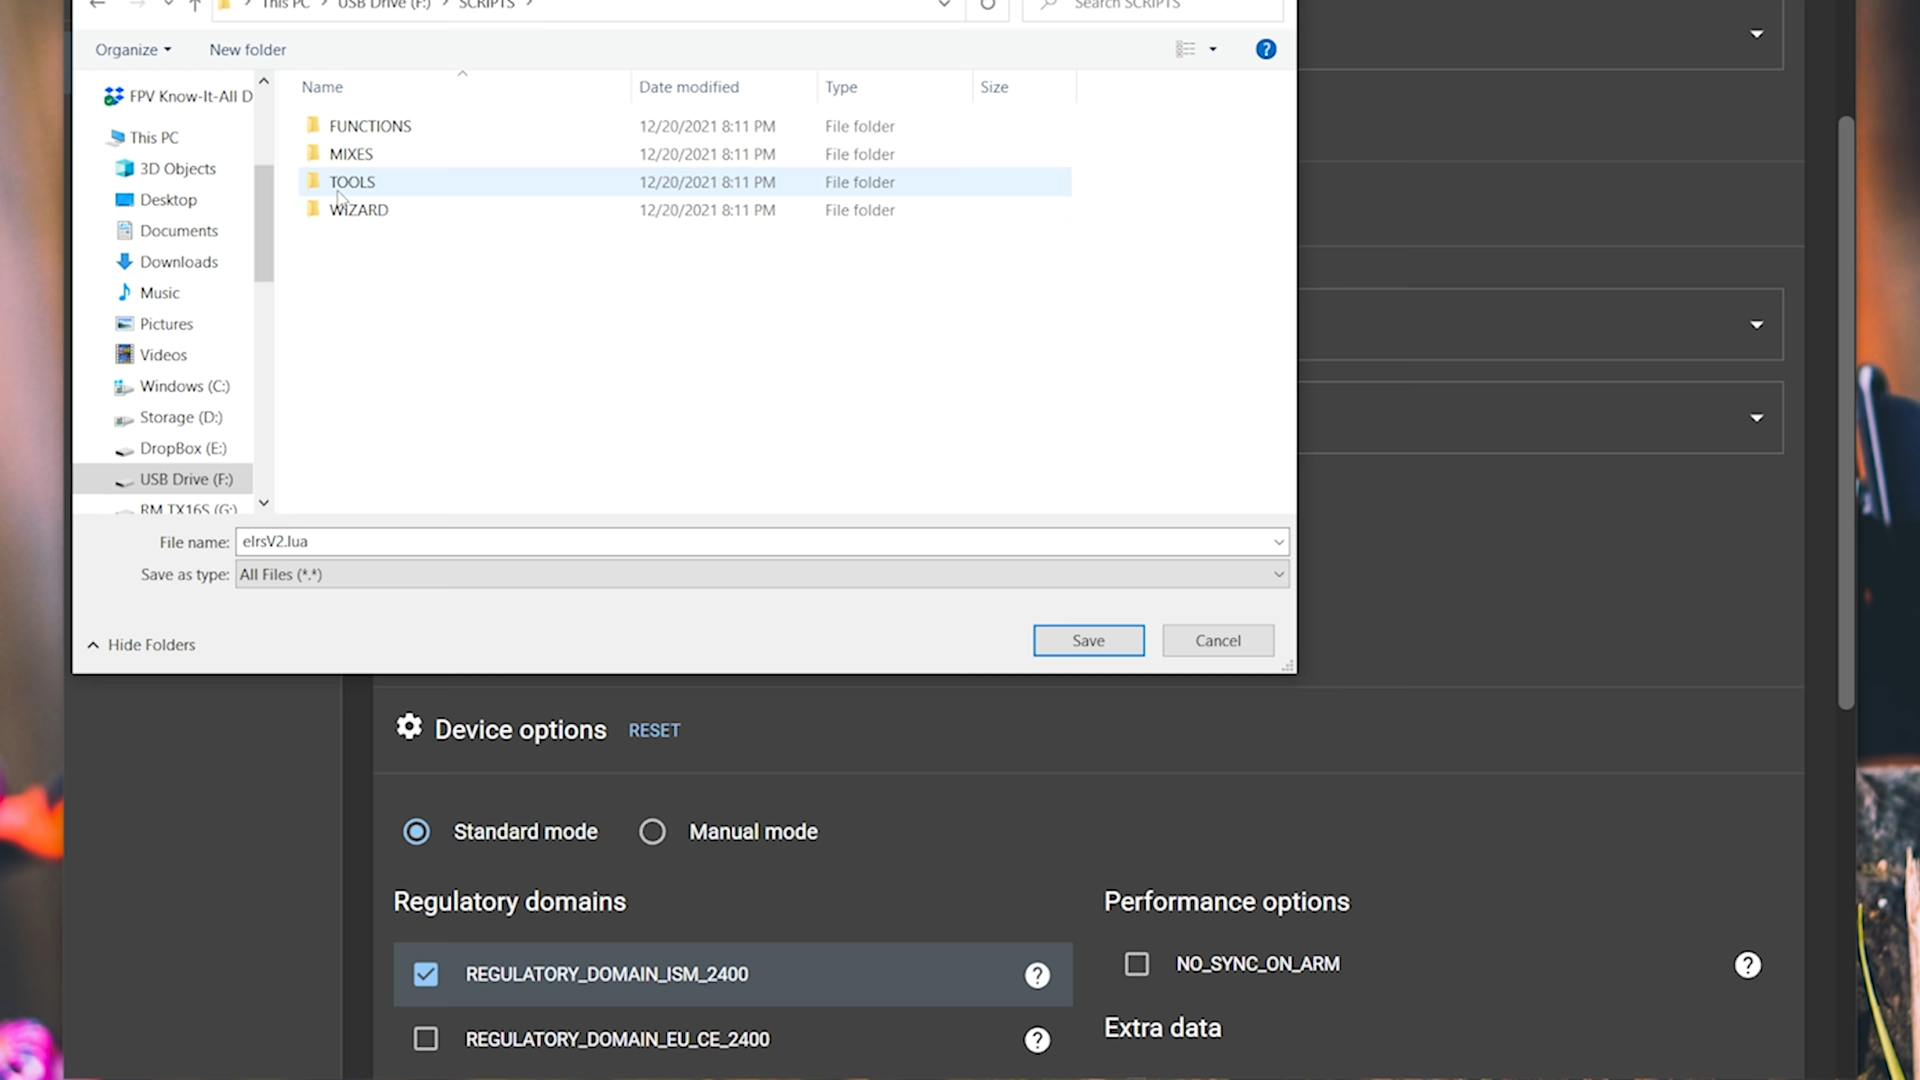 This PC > USB Drive (F:) > SCRIPTS >
Search SCRIPTS
Organize
New folder
?
Name
Date modified
Type
Size
FUNCTIONS 12/20/2021 8:11 PM File folder
MIXES 12/20/2021 8:11 PM File folder
TOOLS 12/20/2021 8:11 PM File folder
WIZARD 12/20/2021 8:11 PM File folder
FPV Know-It-All D
This PC
3D Objects
Desktop
Documents
Downloads
Music
Pictures
Videos
Windows (C:)
Storage (D:)
DropBox (E:)
USB Drive (F:)
RM TX16S (G:)
File name: elrsV2.lua
Save as type: All Files (*.*)
Hide Folders
Save
Cancel
Device options RESET
Standard mode
Manual mode
Regulatory domains
REGULATORY_DOMAIN_ISM_2400 ?
REGULATORY_DOMAIN_EU_CE_2400 ?
Performance options
NO_SYNC_ON_ARM ?
Extra data